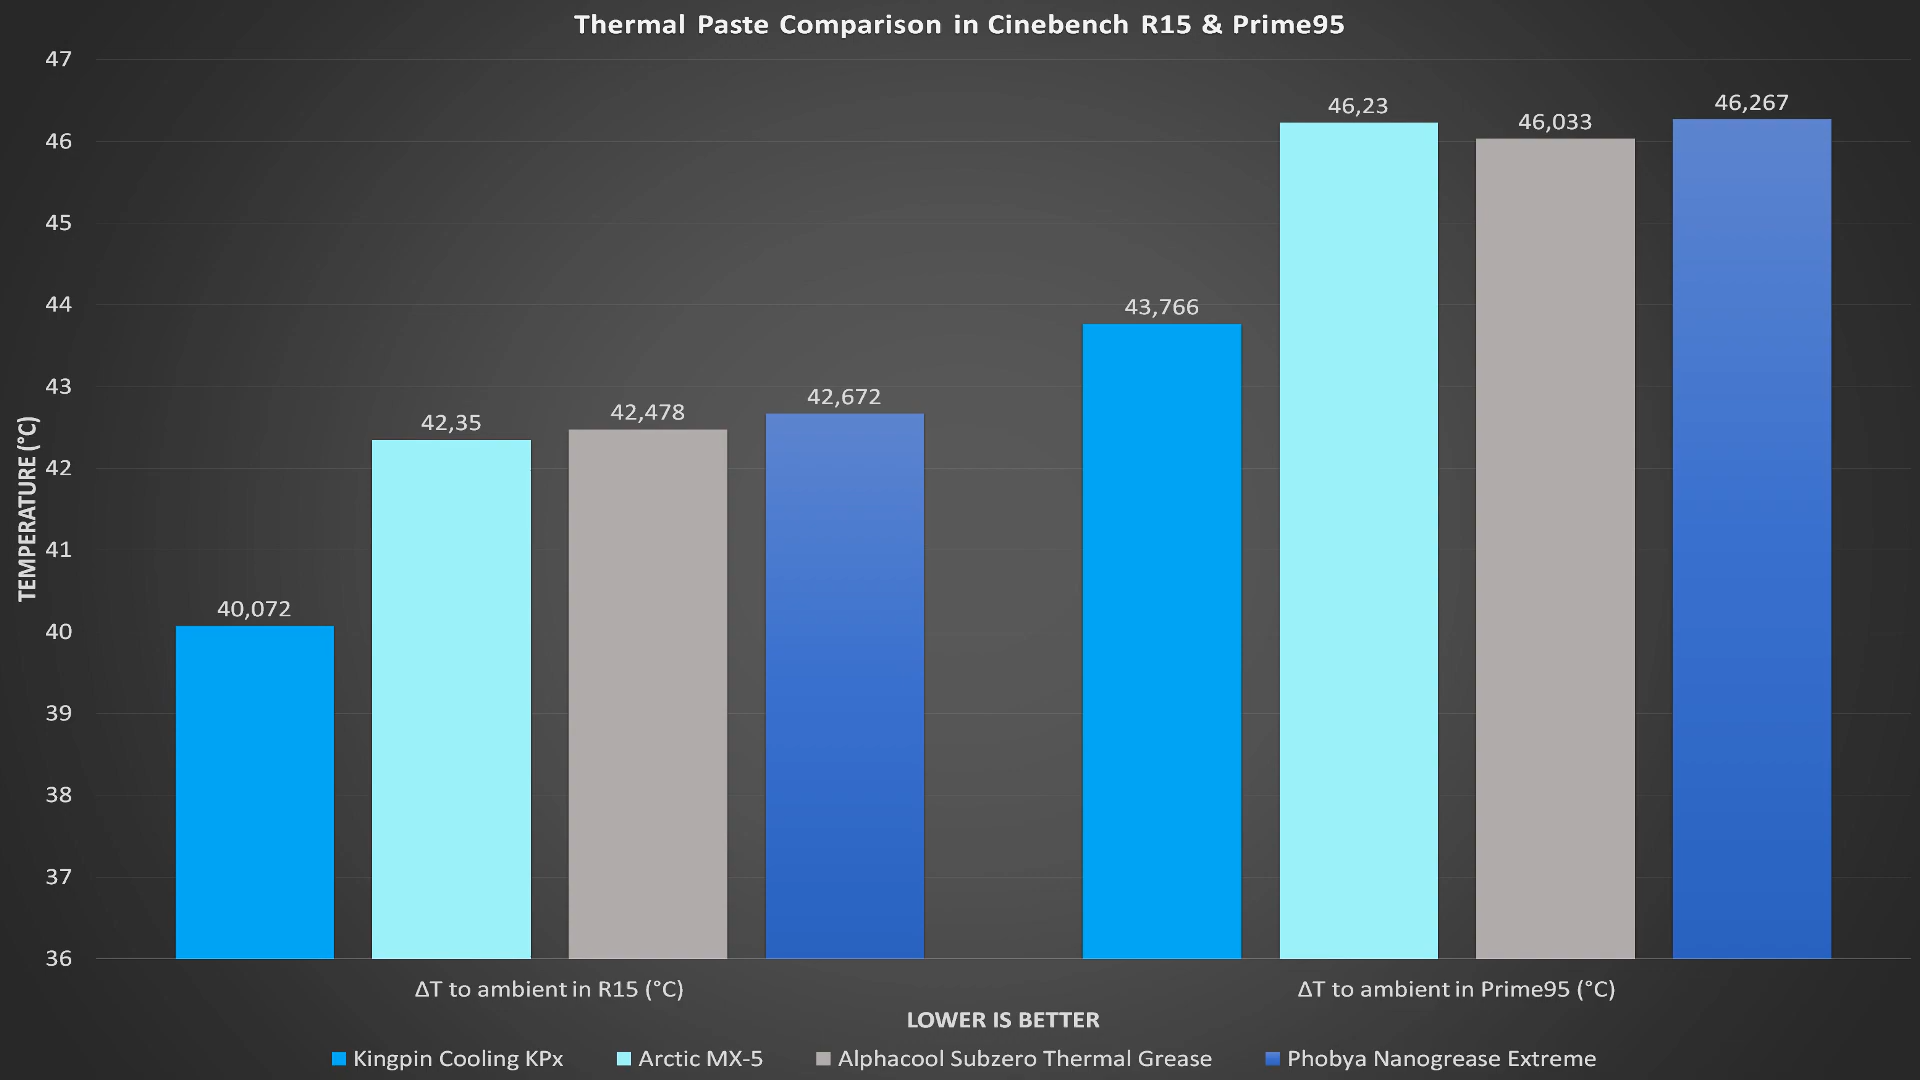 Thermal Paste Comparison in Cinebench R15 & Prime95
47
46
45
44
43
42
41
40
39
38
37
36
TEMPERATURE (°C)
40,072
42,35
42,478
42,672
43,766
46,23
46,033
46,267
ΔT to ambient in R15 (°C)
ΔT to ambient in Prime95 (°C)
LOWER IS BETTER
Kingpin Cooling KPx
Arctic MX-5
Alphacool Subzero Thermal Grease
Phobya Nanogrease Extreme